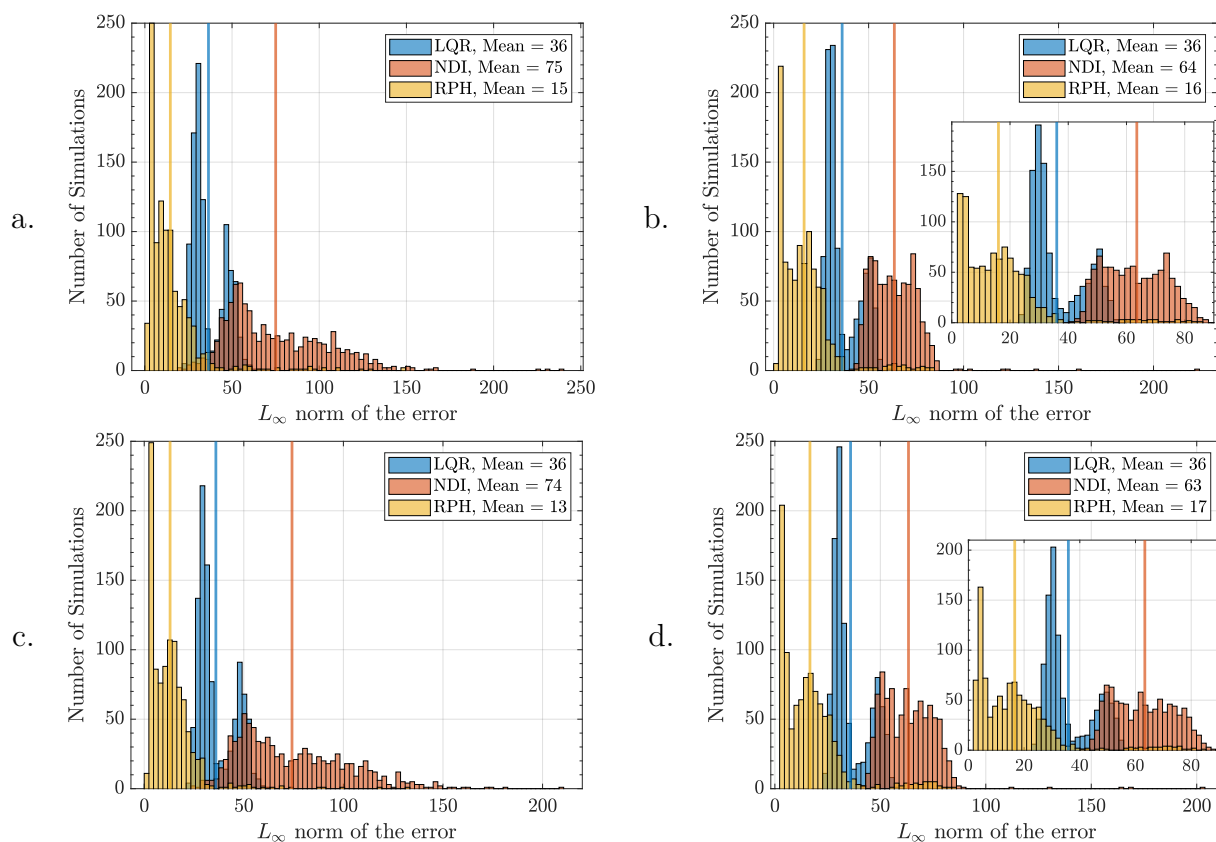 a.
Number of Simulations
250
200
150
100
50
0
LQR, Mean = 36
NDI, Mean = 75
RPH, Mean = 15
0 50 100 150 200 250
L∞ norm of the error
b.
Number of Simulations
250
200
150
100
50
0
LQR, Mean = 36
NDI, Mean = 64
RPH, Mean = 16
150
100
50
0
0 20 40 60 80
0 50 100 150 200
L∞ norm of the error
c.
Number of Simulations
250
200
150
100
50
0
LQR, Mean = 36
NDI, Mean = 74
RPH, Mean = 13
0 50 100 150 200
L∞ norm of the error
d.
Number of Simulations
250
200
150
100
50
0
LQR, Mean = 36
NDI, Mean = 63
RPH, Mean = 17
200
150
100
50
0
0 20 40 60 80
0 50 100 150 200
L∞ norm of the error